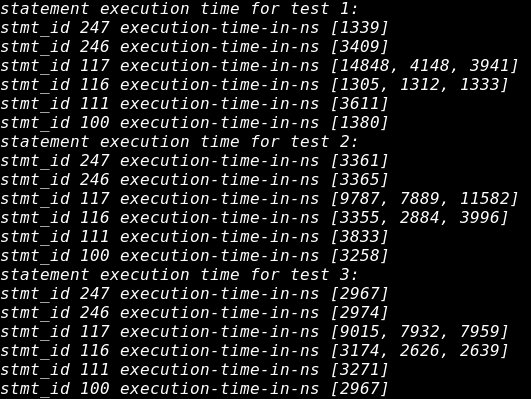 statement execution time for test 1:
stmt_id 247 execution-time-in-ns [1339]
stmt_id 246 execution-time-in-ns [3409]
stmt_id 117 execution-time-in-ns [14848, 4148, 3941]
stmt_id 116 execution-time-in-ns [1305, 1312, 1333]
stmt_id 111 execution-time-in-ns [3611]
stmt_id 100 execution-time-in-ns [1380]
statement execution time for test 2:
stmt_id 247 execution-time-in-ns [3361]
stmt_id 246 execution-time-in-ns [3365]
stmt_id 117 execution-time-in-ns [9787, 7889, 11582]
stmt_id 116 execution-time-in-ns [3355, 2884, 3996]
stmt_id 111 execution-time-in-ns [3833]
stmt_id 100 execution-time-in-ns [3258]
statement execution time for test 3:
stmt_id 247 execution-time-in-ns [2967]
stmt_id 246 execution-time-in-ns [2974]
stmt_id 117 execution-time-in-ns [9015, 7932, 7959]
stmt_id 116 execution-time-in-ns [3174, 2626, 2639]
stmt_id 111 execution-time-in-ns [3271]
stmt_id 100 execution-time-in-ns [2967]